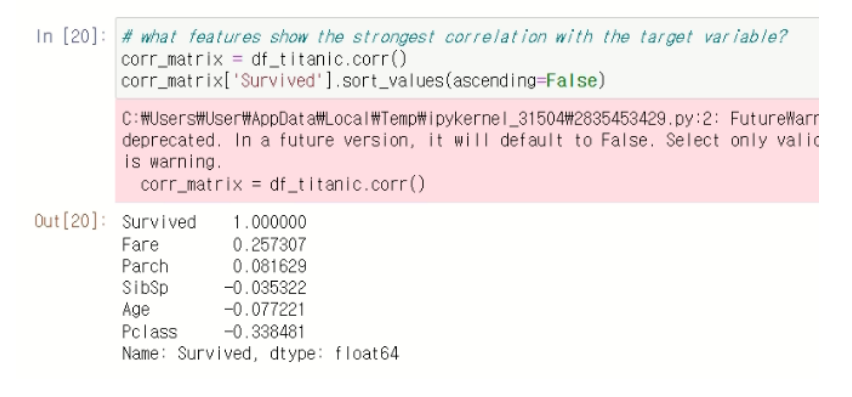 In [20]: # what features show the strongest correlation with the target variable?
corr_matrix = df_titanic.corr()
corr_matrix['Survived'].sort_values(ascending=False)
C:₩Users₩User₩AppData₩Local₩Temp₩ipykernel_31504₩2835453429.py:2: FutureWarn
deprecated. In a future version, it will default to False. Select only valid
is warning.
corr_matrix = df_titanic.corr()
Out[20]: Survived 1.000000
Fare 0.257307
Parch 0.081629
SibSp -0.035322
Age -0.077221
Pclass -0.338481
Name: Survived, dtype: float64